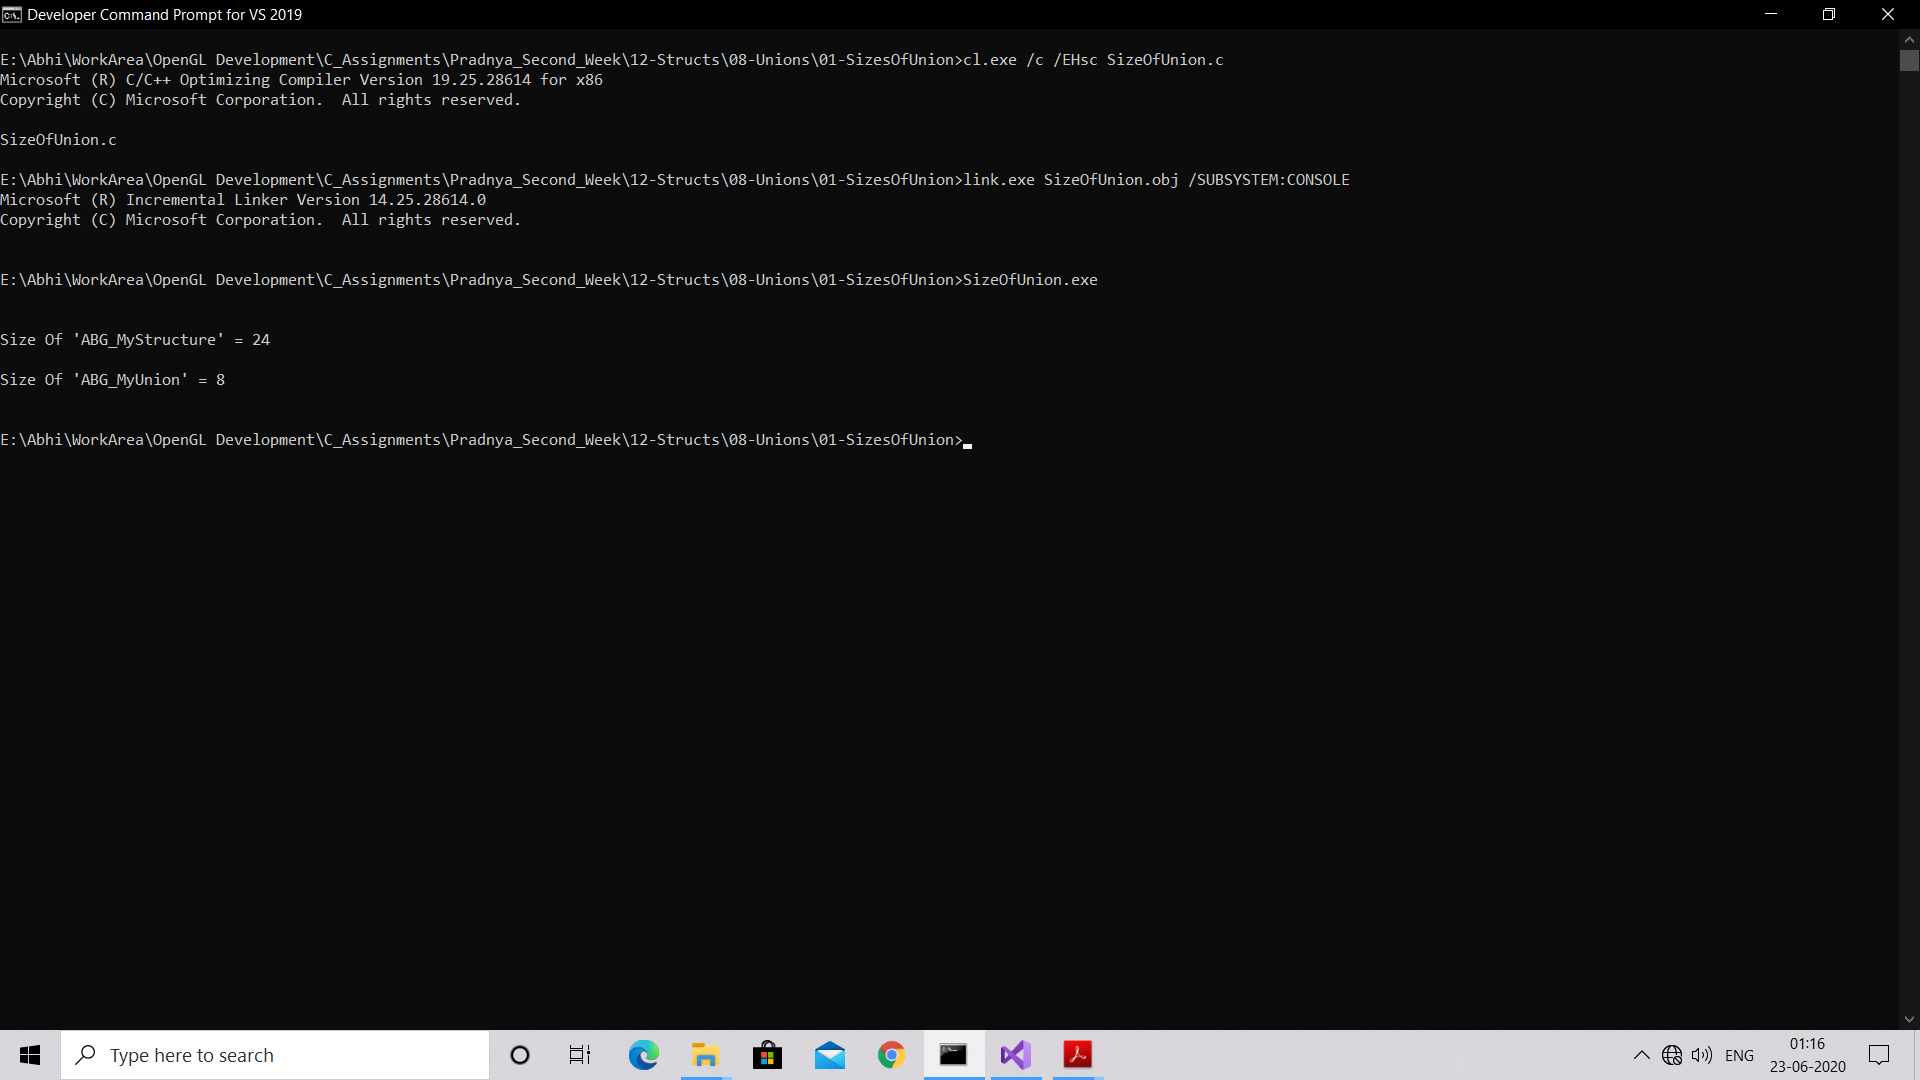 Developer Command Prompt for VS 2019
E:\Abhi\WorkArea\OpenGL Development\C_Assignments\Pradnya_Second_Week\12-Structs\08-Unions\01-SizesOfUnion>cl.exe /c /EHsc SizeOfUnion.c
Microsoft (R) C/C++ Optimizing Compiler Version 19.25.28614 for x86
Copyright (C) Microsoft Corporation.  All rights reserved.
SizeOfUnion.c
E:\Abhi\WorkArea\OpenGL Development\C_Assignments\Pradnya_Second_Week\12-Structs\08-Unions\01-SizesOfUnion>link.exe SizeOfUnion.obj /SUBSYSTEM:CONSOLE
Microsoft (R) Incremental Linker Version 14.25.28614.0
Copyright (C) Microsoft Corporation.  All rights reserved.
E:\Abhi\WorkArea\OpenGL Development\C_Assignments\Pradnya_Second_Week\12-Structs\08-Unions\01-SizesOfUnion>SizeOfUnion.exe
Size Of 'ABG_MyStructure' = 24
Size Of 'ABG_MyUnion' = 8
E:\Abhi\WorkArea\OpenGL Development\C_Assignments\Pradnya_Second_Week\12-Structs\08-Unions\01-SizesOfUnion>
Type here to search
ENG
01:16
23-06-2020